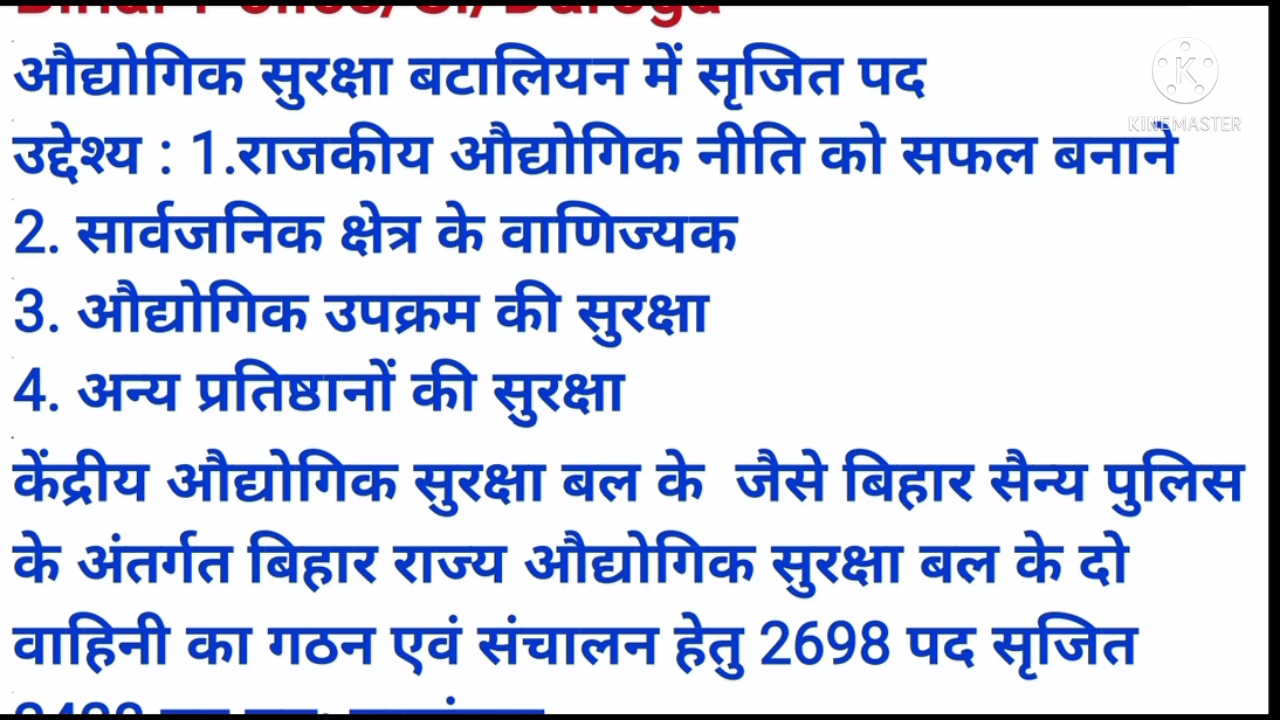 औद्योगिक सुरक्षा बटालियन में सृजित पद
उद्देश्य : 1.राजकीय औद्योगिक नीति को सफल बनाने
2. सार्वजनिक क्षेत्र के वाणिज्यक
3. औद्योगिक उपक्रम की सुरक्षा
4. अन्य प्रतिष्ठानों की सुरक्षा
केंद्रीय औद्योगिक सुरक्षा बल के जैसे बिहार सैन्य पुलिस
के अंतर्गत बिहार राज्य औद्योगिक सुरक्षा बल के दो
वाहिनी का गठन एवं संचालन हेतु 2698 पद सृजित
K
KINEMASTER